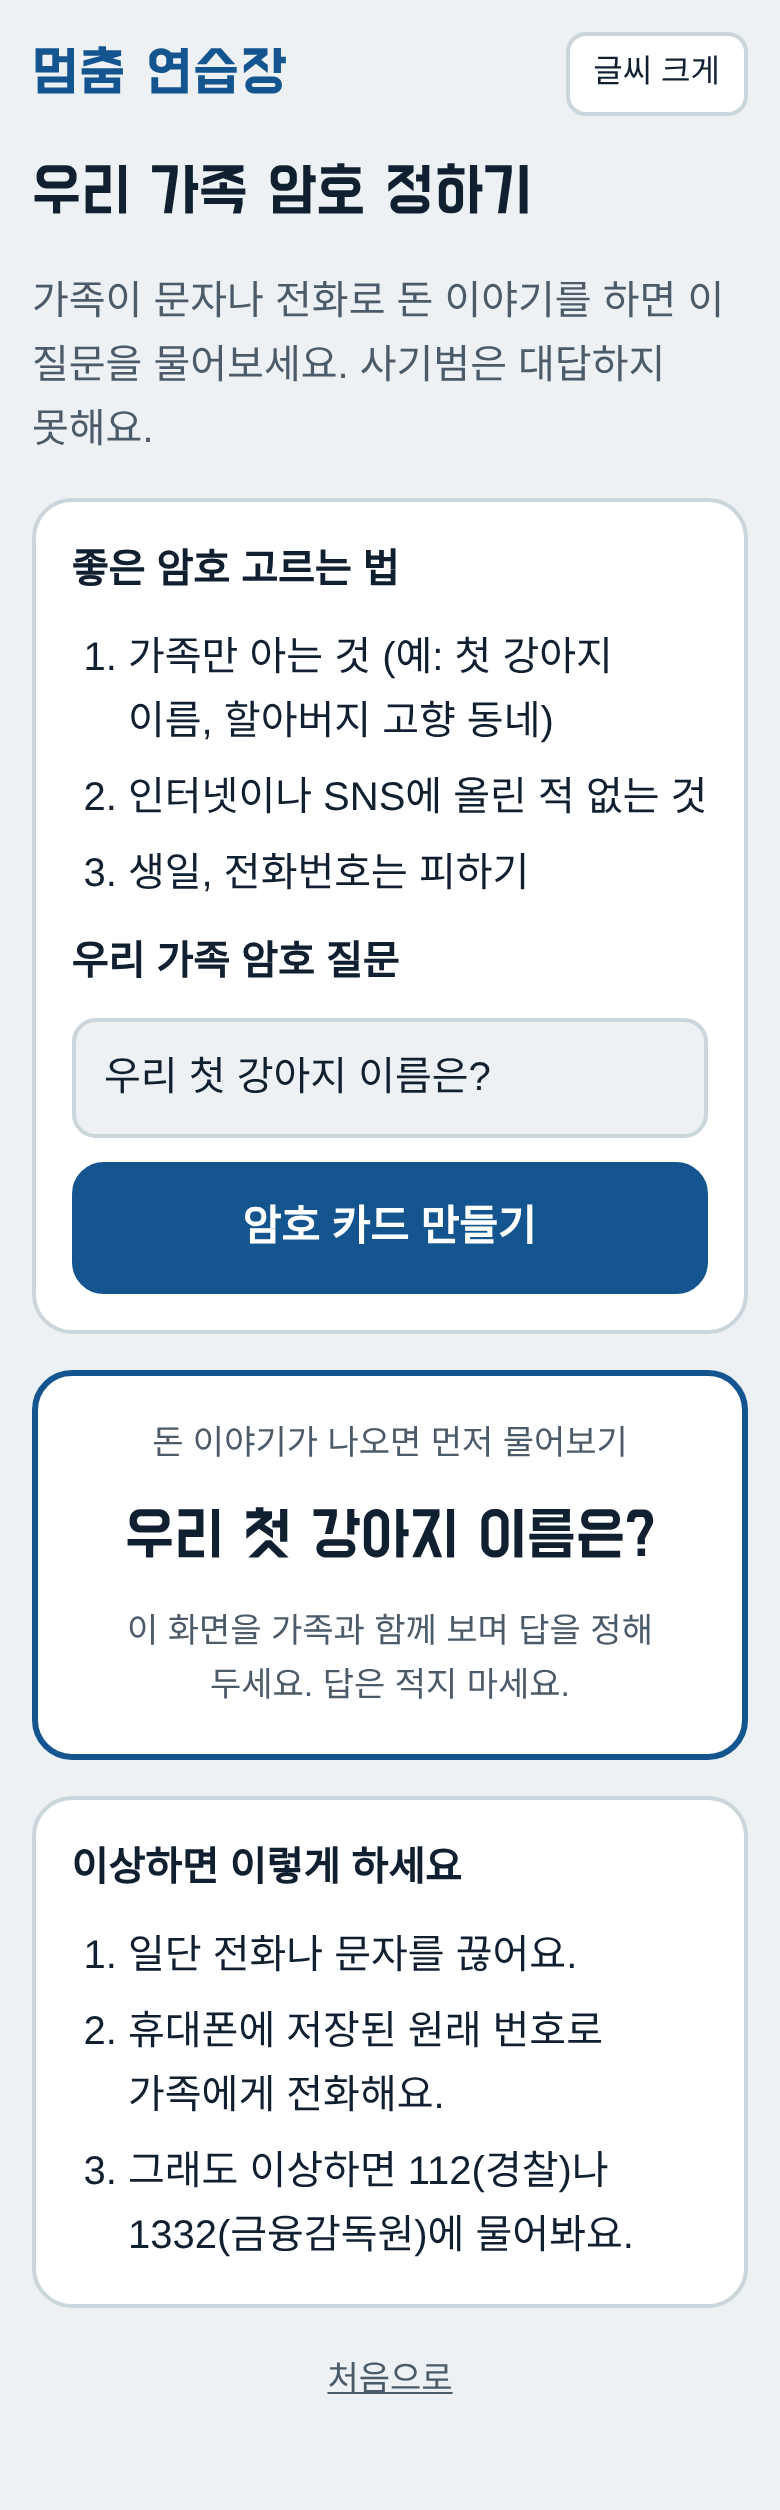 멈춤 연습장
글씨 크게
우리 가족 암호 정하기
가족이 문자나 전화로 돈 이야기를 하면 이
질문을 물어보세요. 사기범은 대답하지
못해요.
좋은 암호 고르는 법
1. 가족만 아는 것 (예: 첫 강아지
이름, 할아버지 고향 동네)
2. 인터넷이나 SNS에 올린 적 없는 것
3. 생일, 전화번호는 피하기
우리 가족 암호 질문
우리 첫 강아지 이름은?
암호 카드 만들기
돈 이야기가 나오면 먼저 물어보기
우리 첫 강아지 이름은?
이 화면을 가족과 함께 보며 답을 정해
두세요. 답은 적지 마세요.
이상하면 이렇게 하세요
1. 일단 전화나 문자를 끊어요.
2. 휴대폰에 저장된 원래 번호로
가족에게 전화해요.
3. 그래도 이상하면 112(경찰)나
1332(금융감독원)에 물어봐요.
처음으로